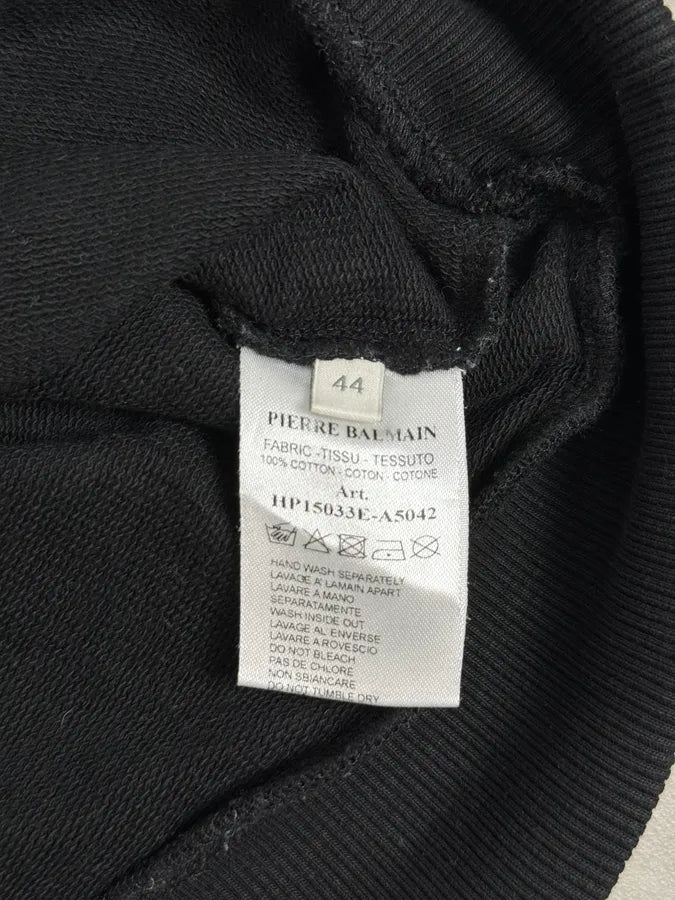 44
PIERRE BALMAIN
FABRIC -TISSU - TESSUTO
100% COTTON - COTON - COTONE
Art.
HP15033E-A5042
HAND WASH SEPARATELY
LAVAGE A' LAMAIN APART
LAVARE A MANO
SEPARATAMENTE
WASH INSIDE OUT
LAVAGE AL ENVERSE
LAVARE A ROVESCIO
DO NOT BLEACH
PAS DE CHLORE
NON SBIANCARE
DO NOT TUMBLE DRY